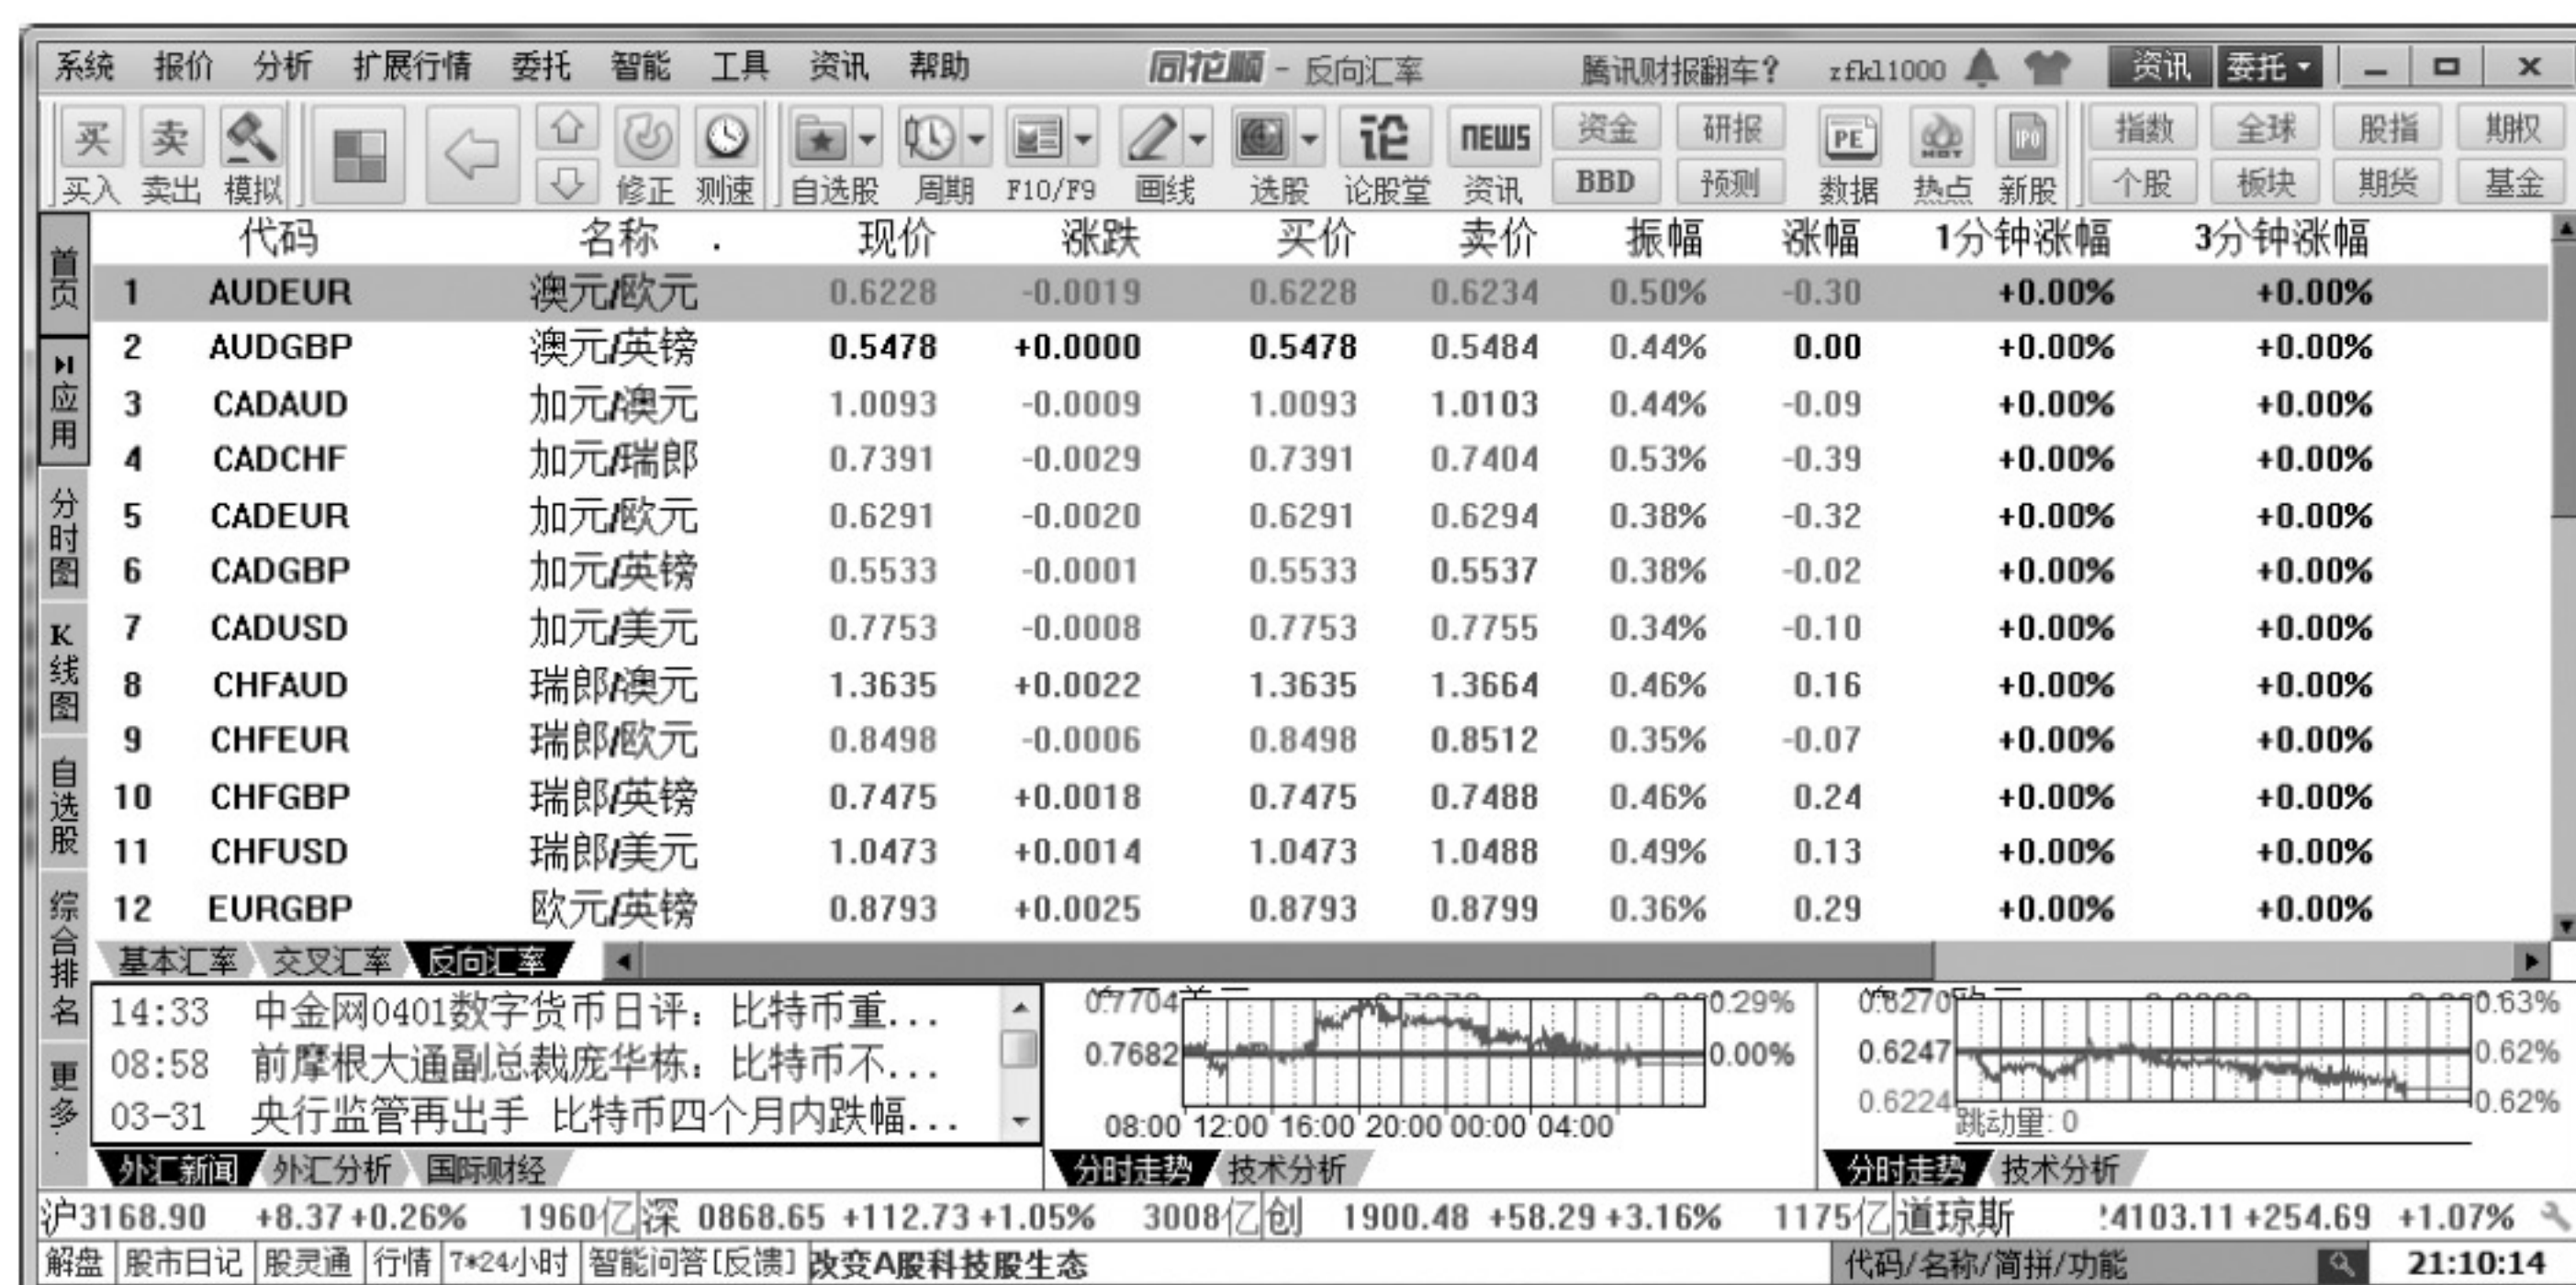 系统 报价 分析 扩展行情 委托 智能 工具 资讯 帮助 同花顺 - 反向汇率 腾讯财报翻车? zfkl1000 资讯 委托
买 卖 论 NEWS 资金 研报 PE HOT IPO 指数 全球 股指 期权
买入 卖出 模拟 修正 测速 自选股 周期 F10/F9 画线 选股 论股堂 资讯 BBD 预测 数据 热点 新股 个股 板块 期货 基金
首页
应用
分时图
K线图
自选股
综合排名
更多
代码 名称 . 现价 涨跌 买价 卖价 振幅 涨幅 1分钟涨幅 3分钟涨幅
1 AUDEUR 澳元/欧元 0.6228 -0.0019 0.6228 0.6234 0.50% -0.30 +0.00% +0.00%
2 AUDGBP 澳元/英镑 0.5478 +0.0000 0.5478 0.5484 0.44% 0.00 +0.00% +0.00%
3 CADAUD 加元/澳元 1.0093 -0.0009 1.0093 1.0103 0.44% -0.09 +0.00% +0.00%
4 CADCHF 加元/瑞郎 0.7391 -0.0029 0.7391 0.7404 0.53% -0.39 +0.00% +0.00%
5 CADEUR 加元/欧元 0.6291 -0.0020 0.6291 0.6294 0.38% -0.32 +0.00% +0.00%
6 CADGBP 加元/英镑 0.5533 -0.0001 0.5533 0.5537 0.38% -0.02 +0.00% +0.00%
7 CADUSD 加元/美元 0.7753 -0.0008 0.7753 0.7755 0.34% -0.10 +0.00% +0.00%
8 CHFAUD 瑞郎/澳元 1.3635 +0.0022 1.3635 1.3664 0.46% 0.16 +0.00% +0.00%
9 CHFEUR 瑞郎/欧元 0.8498 -0.0006 0.8498 0.8512 0.35% -0.07 +0.00% +0.00%
10 CHFGBP 瑞郎/英镑 0.7475 +0.0018 0.7475 0.7488 0.46% 0.24 +0.00% +0.00%
11 CHFUSD 瑞郎/美元 1.0473 +0.0014 1.0473 1.0488 0.49% 0.13 +0.00% +0.00%
12 EURGBP 欧元/英镑 0.8793 +0.0025 0.8793 0.8799 0.36% 0.29 +0.00% +0.00%
基本汇率 交叉汇率 反向汇率
14:33 中金网0401数字货币日评：比特币重...
08:58 前摩根大通副总裁庞华栋：比特币不...
03-31 央行监管再出手 比特币四个月内跌幅...
外汇新闻 外汇分析 国际财经
0.7704 0.29%
0.7682 0.00%
08:00 12:00 16:00 20:00 00:00 04:00
分时走势 技术分析
0.6270 0.63%
0.6247 0.62%
0.6224 0.62%
跳动量: 0
分时走势 技术分析
沪3168.90 +8.37 +0.26% 1960亿 深 0868.65 +112.73 +1.05% 3008亿 创 1900.48 +58.29 +3.16% 1175亿 道琼斯 4103.11 +254.69 +1.07%
解盘 股市日记 股灵通 行情 7*24小时 智能问答[反馈] 改变A股科技股生态 代码/名称/简拼/功能 21:10:14